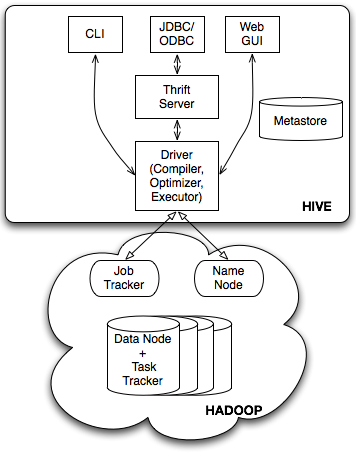 CLI
JDBC/
ODBC
Web
GUI
Thrift
Server
Metastore
Driver
(Compiler,
Optimizer,
Executor)
HIVE
Job
Tracker
Name
Node
Data Node
+
Task
Tracker
HADOOP